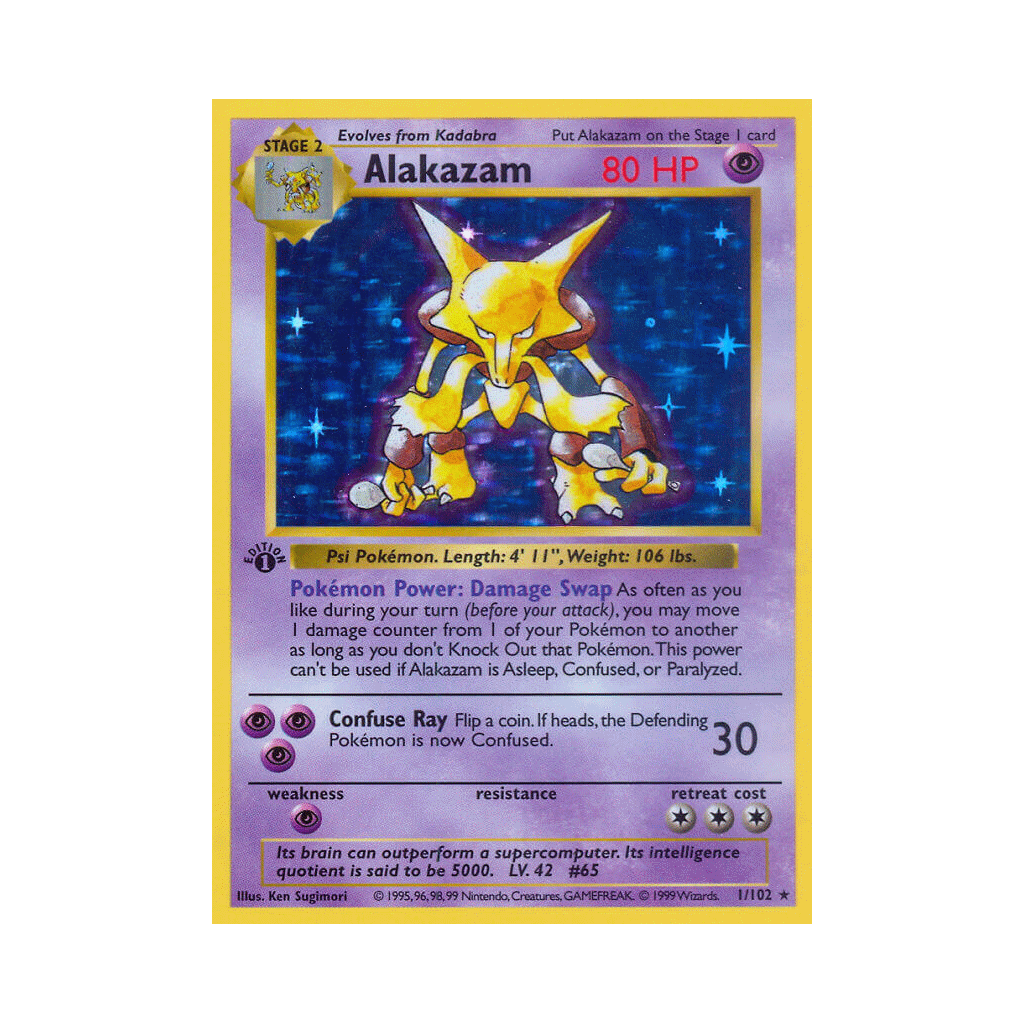 Evolves from Kadabra Put Alakazam on the Stage 1 card
STAGE 2
Alakazam 80 HP
EDITION 1
Psi Pokémon. Length: 4' 11", Weight: 106 lbs.
Pokémon Power: Damage Swap As often as you
like during your turn (before your attack), you may move
1 damage counter from 1 of your Pokémon to another
as long as you don't Knock Out that Pokémon. This power
can't be used if Alakazam is Asleep, Confused, or Paralyzed.
Confuse Ray Flip a coin. If heads, the Defending
Pokémon is now Confused.
30
weakness resistance retreat cost
Its brain can outperform a supercomputer. Its intelligence
quotient is said to be 5000. LV. 42 #65
Illus. Ken Sugimori © 1995, 96, 98, 99 Nintendo, Creatures, GAMEFREAK. © 1999 Wizards. 1/102 ★